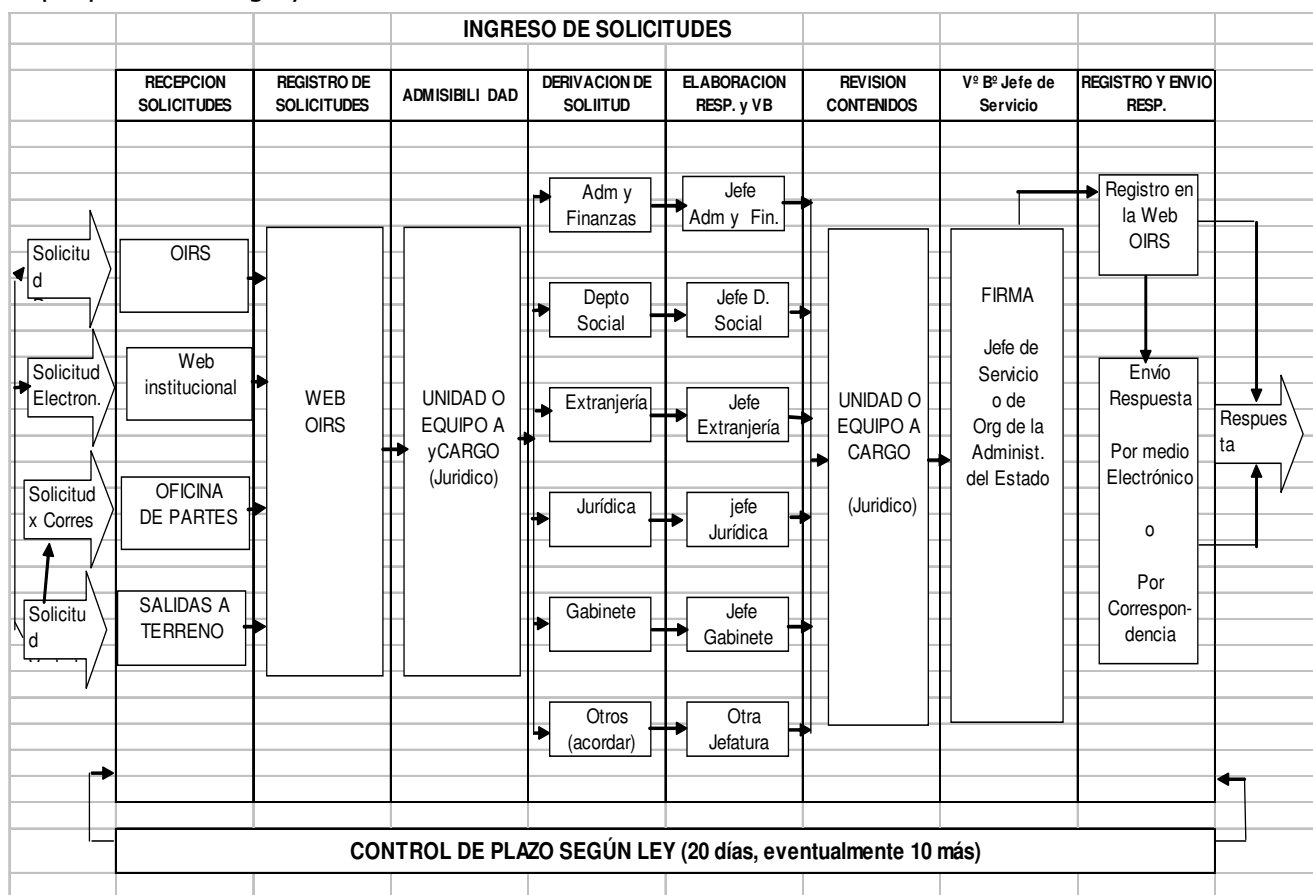 INGRESO DE SOLICITUDES
RECEPCION
SOLICITUDES
REGISTRO DE
SOLICITUDES
ADMISIBILI DAD
DERIVACION DE
SOLIITUD
ELABORACION
RESP. y VB
REVISION
CONTENIDOS
Vº Bº Jefe de
Servicio
REGISTRO Y ENVIO
RESP.
Solicitu
d
Solicitud
Electron.
Solicitud
x Corres
Solicitu
d
OIRS
Web
institucional
OFICINA
DE PARTES
SALIDAS A
TERRENO
WEB
OIRS
UNIDAD O
EQUIPO A
yCARGO
(Juridico)
Adm y
Finanzas
Depto
Social
Extranjería
Jurídica
Gabinete
Otros
(acordar)
Jefe
Adm y Fin.
Jefe D.
Social
Jefe
Extranjería
jefe
Jurídica
Jefe
Gabinete
Otra
Jefatura
UNIDAD O
EQUIPO A
CARGO
(Juridico)
FIRMA
Jefe de
Servicio
o de
Org de la
Administ.
del Estado
Registro en
la Web
OIRS
Envío
Respuesta
Por medio
Electrónico
o
Por
Correspon-
dencia
Respues
ta
CONTROL DE PLAZO SEGÚN LEY (20 días, eventualmente 10 más)